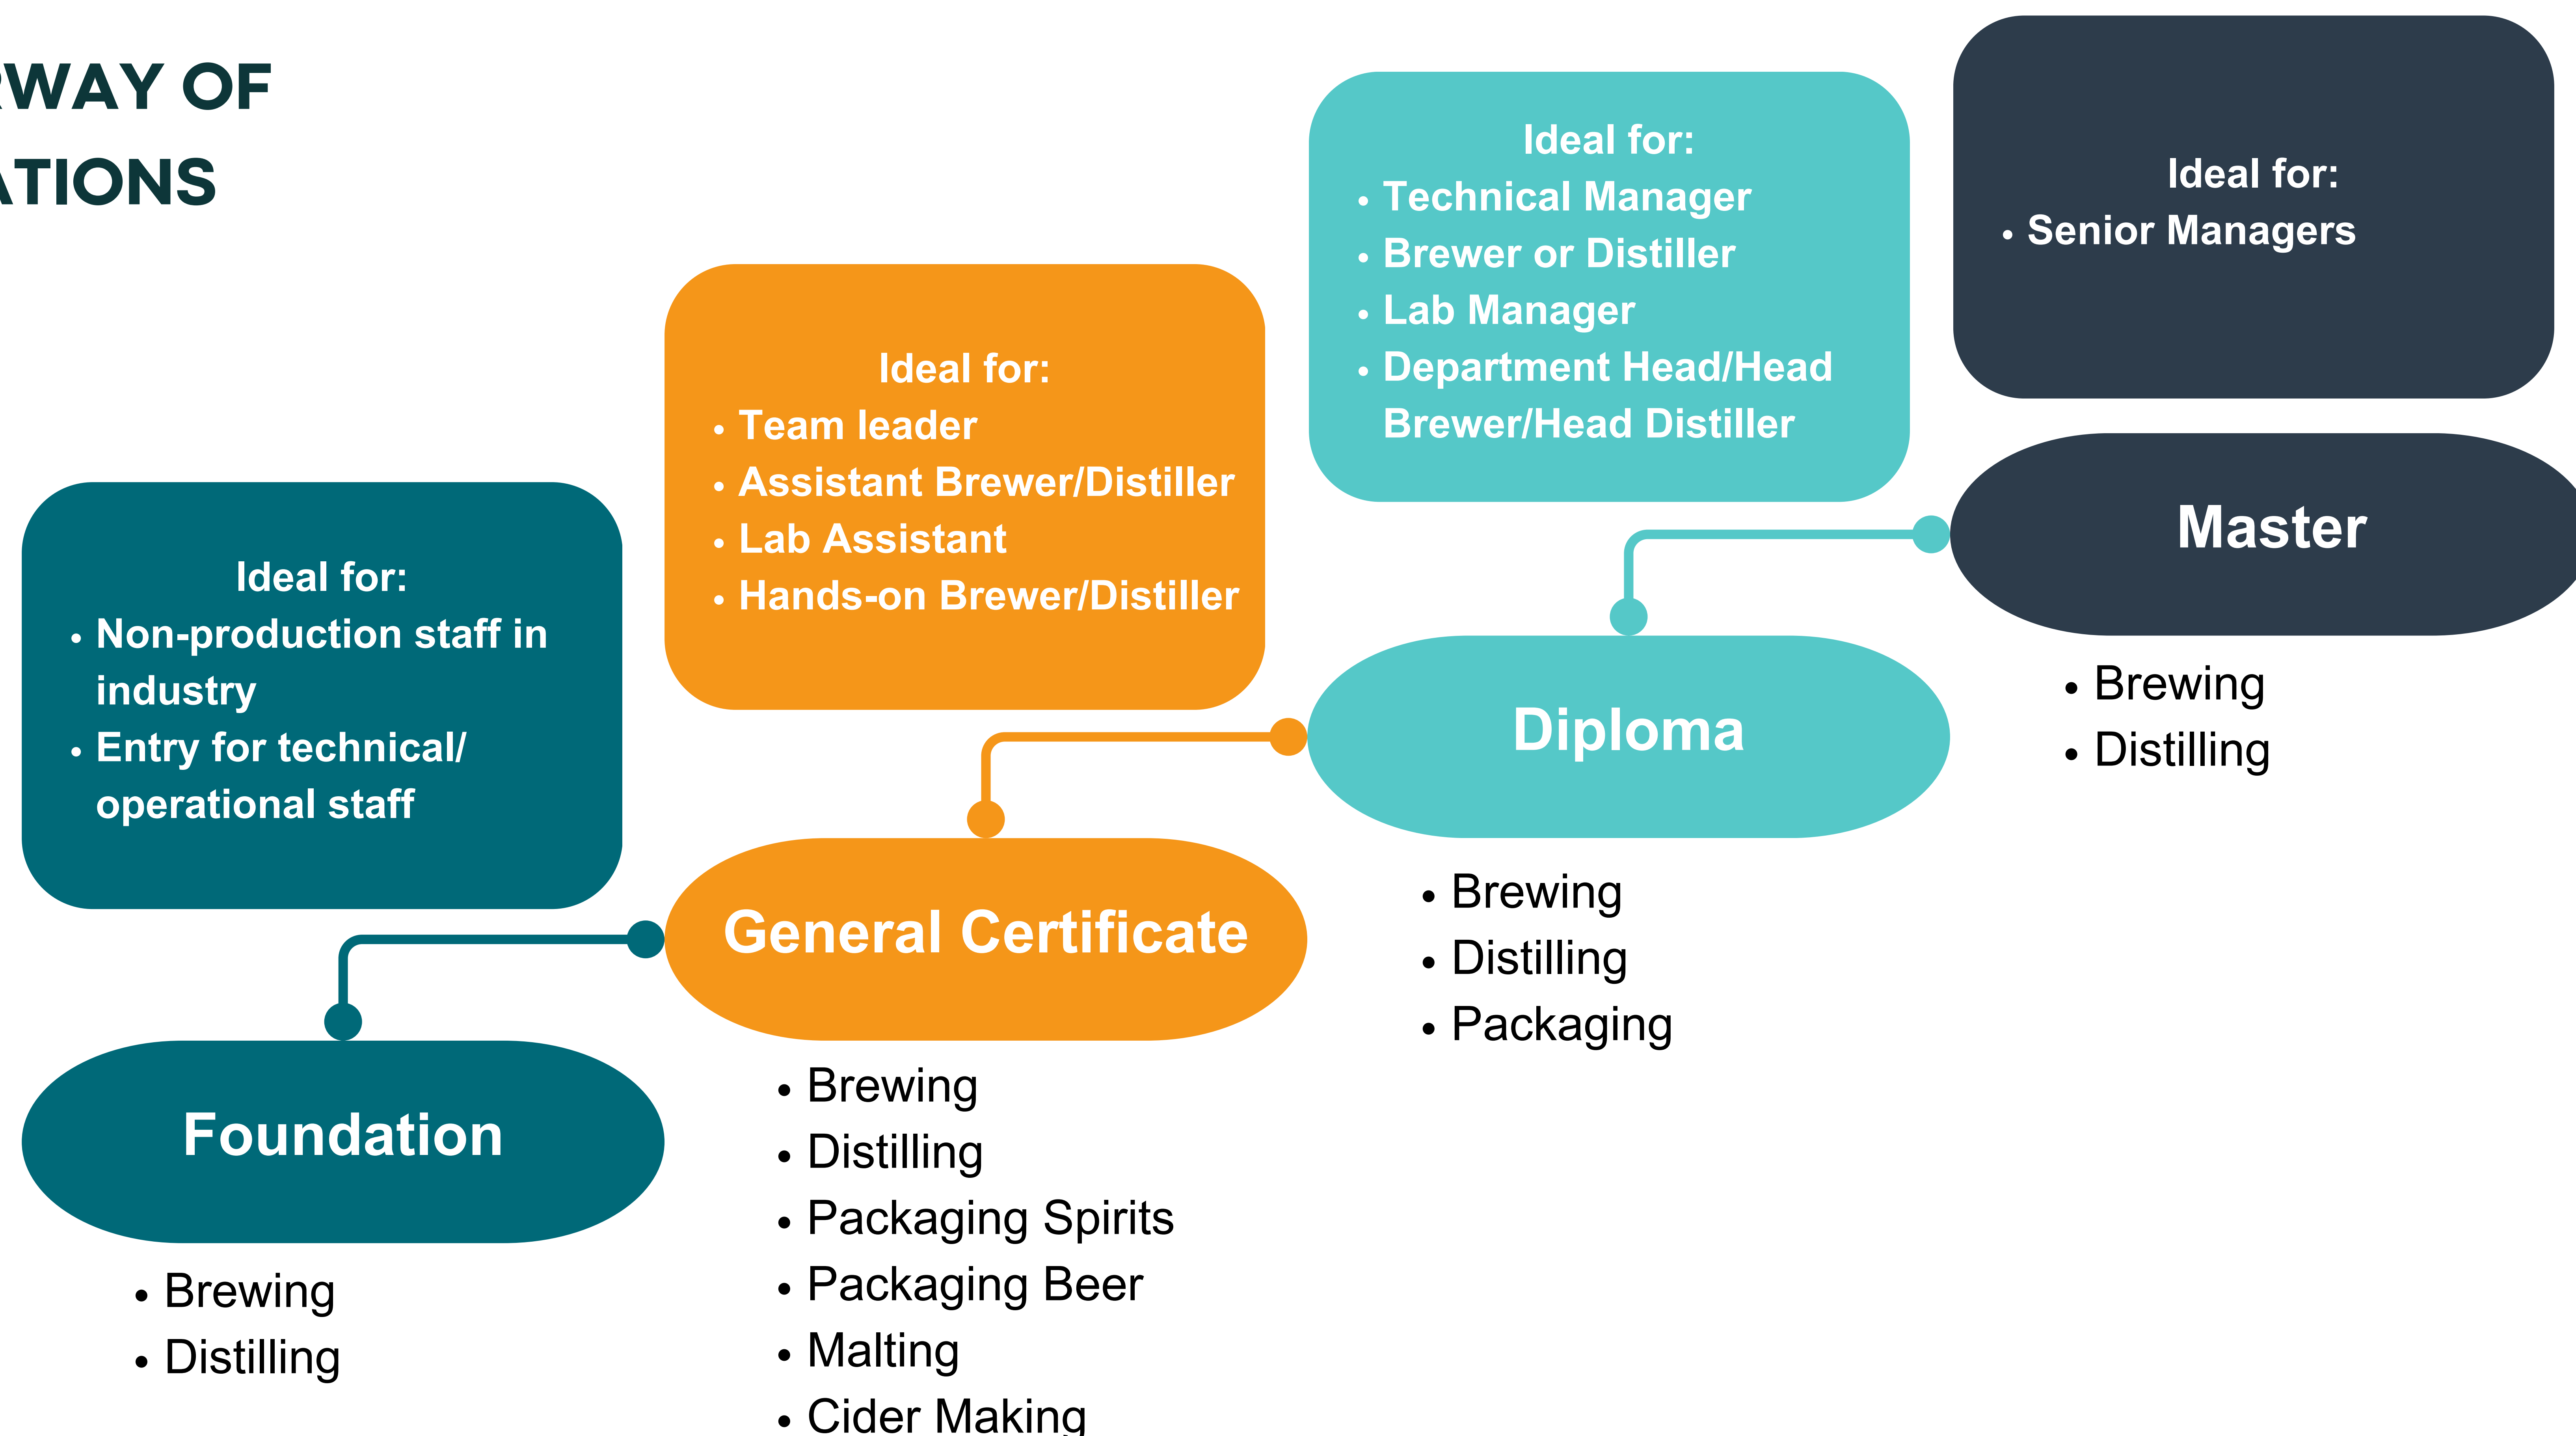 RWAY OF
ATIONS
Ideal for:
• Non-production staff in
industry
• Entry for technical/
operational staff
Foundation
• Brewing
• Distilling
Ideal for:
• Team leader
• Assistant Brewer/Distiller
• Lab Assistant
• Hands-on Brewer/Distiller
General Certificate
• Brewing
• Distilling
• Packaging Spirits
• Packaging Beer
• Malting
• Cider Making
Ideal for:
• Technical Manager
• Brewer or Distiller
• Lab Manager
• Department Head/Head
Brewer/Head Distiller
Diploma
• Brewing
• Distilling
• Packaging
Ideal for:
• Senior Managers
Master
• Brewing
• Distilling